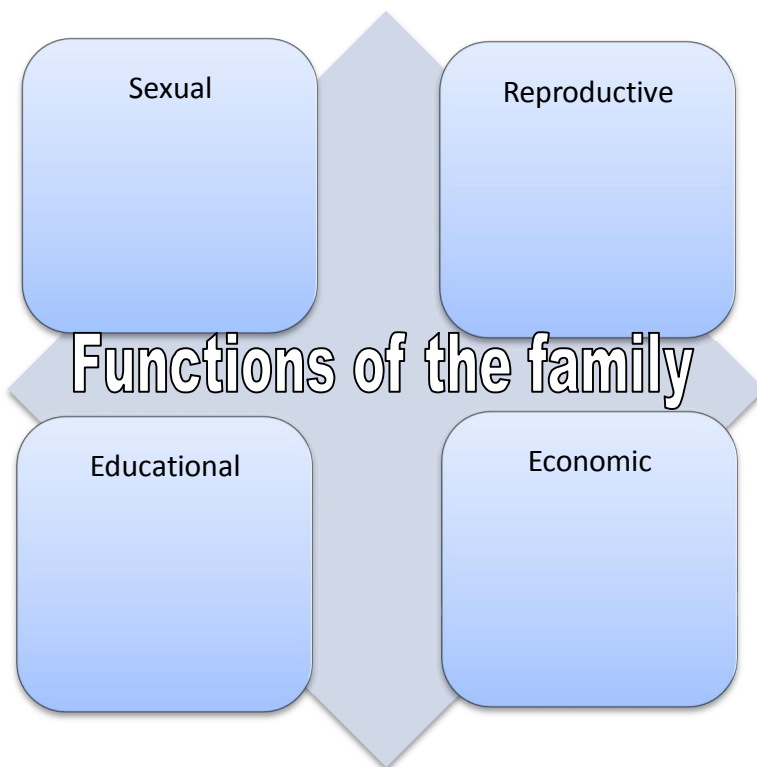 Sexual
Reproductive
Functions of the family
Educational
Economic